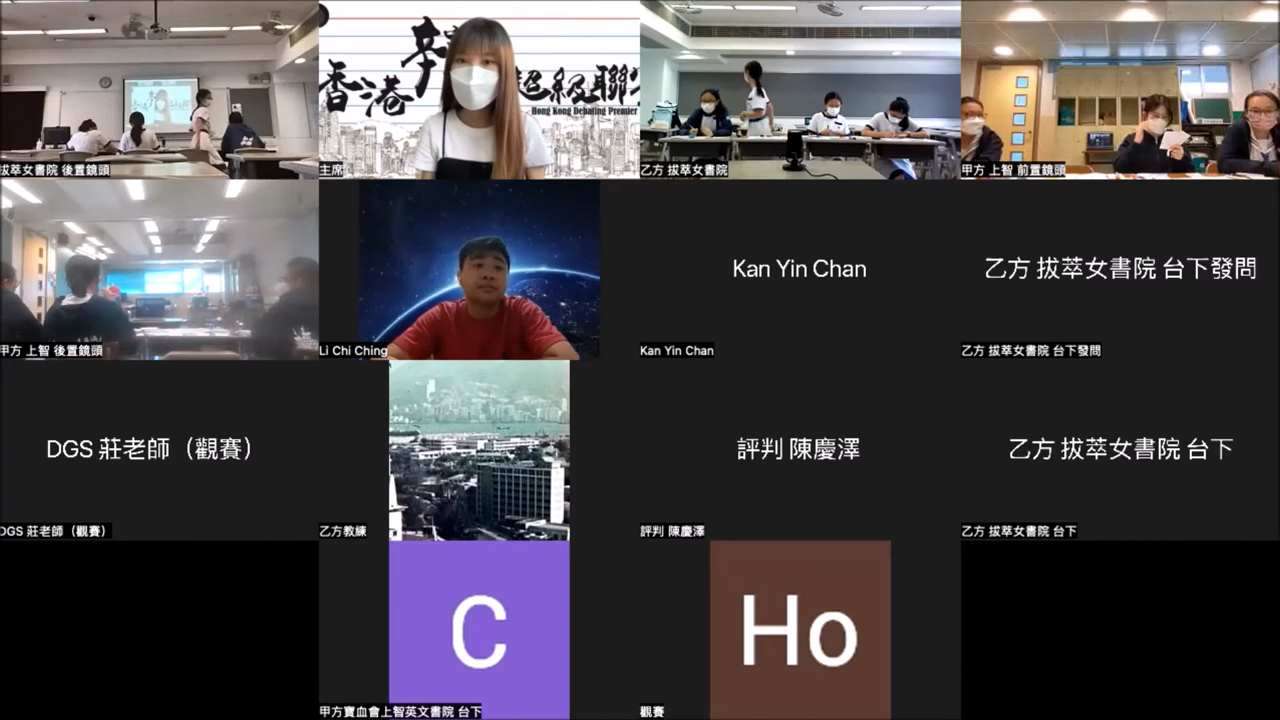 拔萃女書院 後置鏡頭
香港
辛
超級聯
Hong Kong Debating Premier
主席
乙方 拔萃女書院
甲方 上智 前置鏡頭
甲方 上智 後置鏡頭
Li Chi Ching
Kan Yin Chan
Kan Yin Chan
乙方 拔萃女書院 台下發問
乙方 拔萃女書院 台下發問
DGS 莊老師（觀賽）
DGS 莊老師（觀賽）
乙方教練
評判 陳慶澤
評判 陳慶澤
乙方 拔萃女書院 台下
乙方 拔萃女書院 台下
C
甲方寶血會上智英文書院 台下
Ho
觀賽